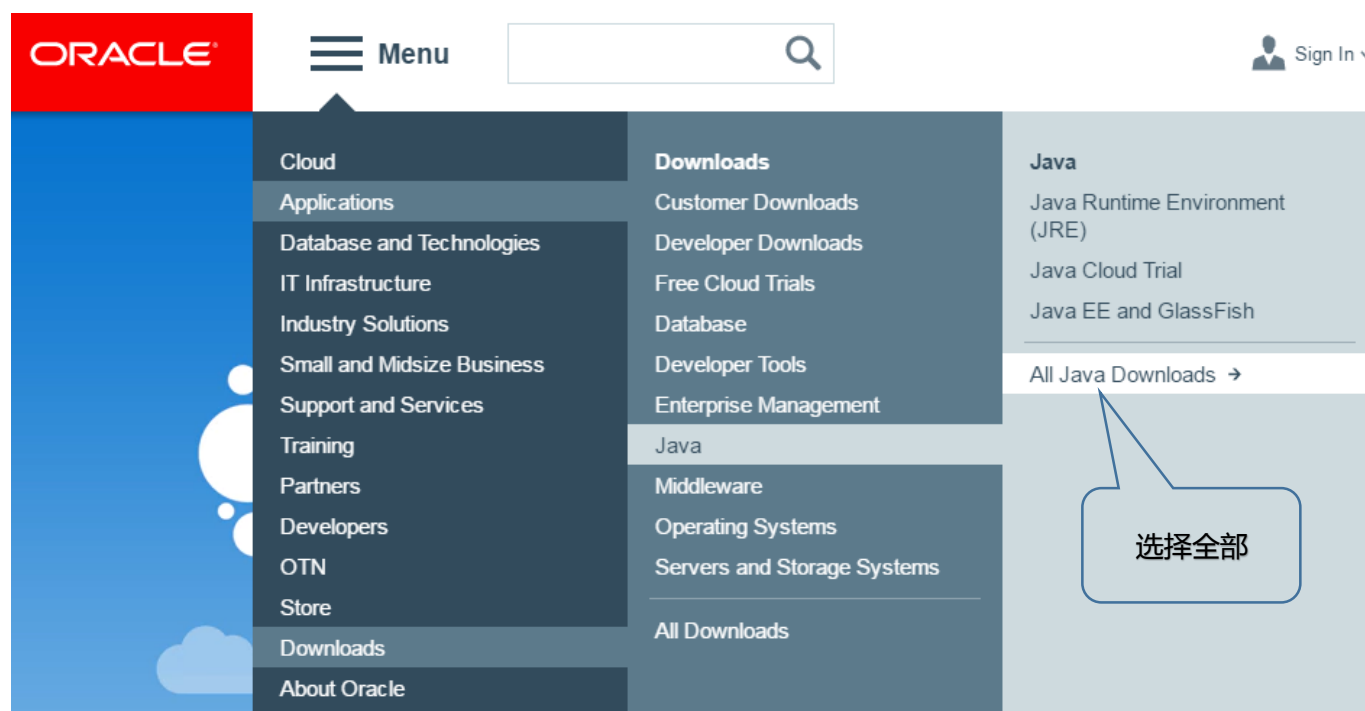 ORACLE
Menu
Sign In
Cloud
Applications
Database and Technologies
IT Infrastructure
Industry Solutions
Small and Midsize Business
Support and Services
Training
Partners
Developers
OTN
Store
Downloads
About Oracle
Downloads
Customer Downloads
Developer Downloads
Free Cloud Trials
Database
Developer Tools
Enterprise Management
Java
Middleware
Operating Systems
Servers and Storage Systems
All Downloads
Java
Java Runtime Environment
(JRE)
Java Cloud Trial
Java EE and GlassFish
All Java Downloads →
选择全部